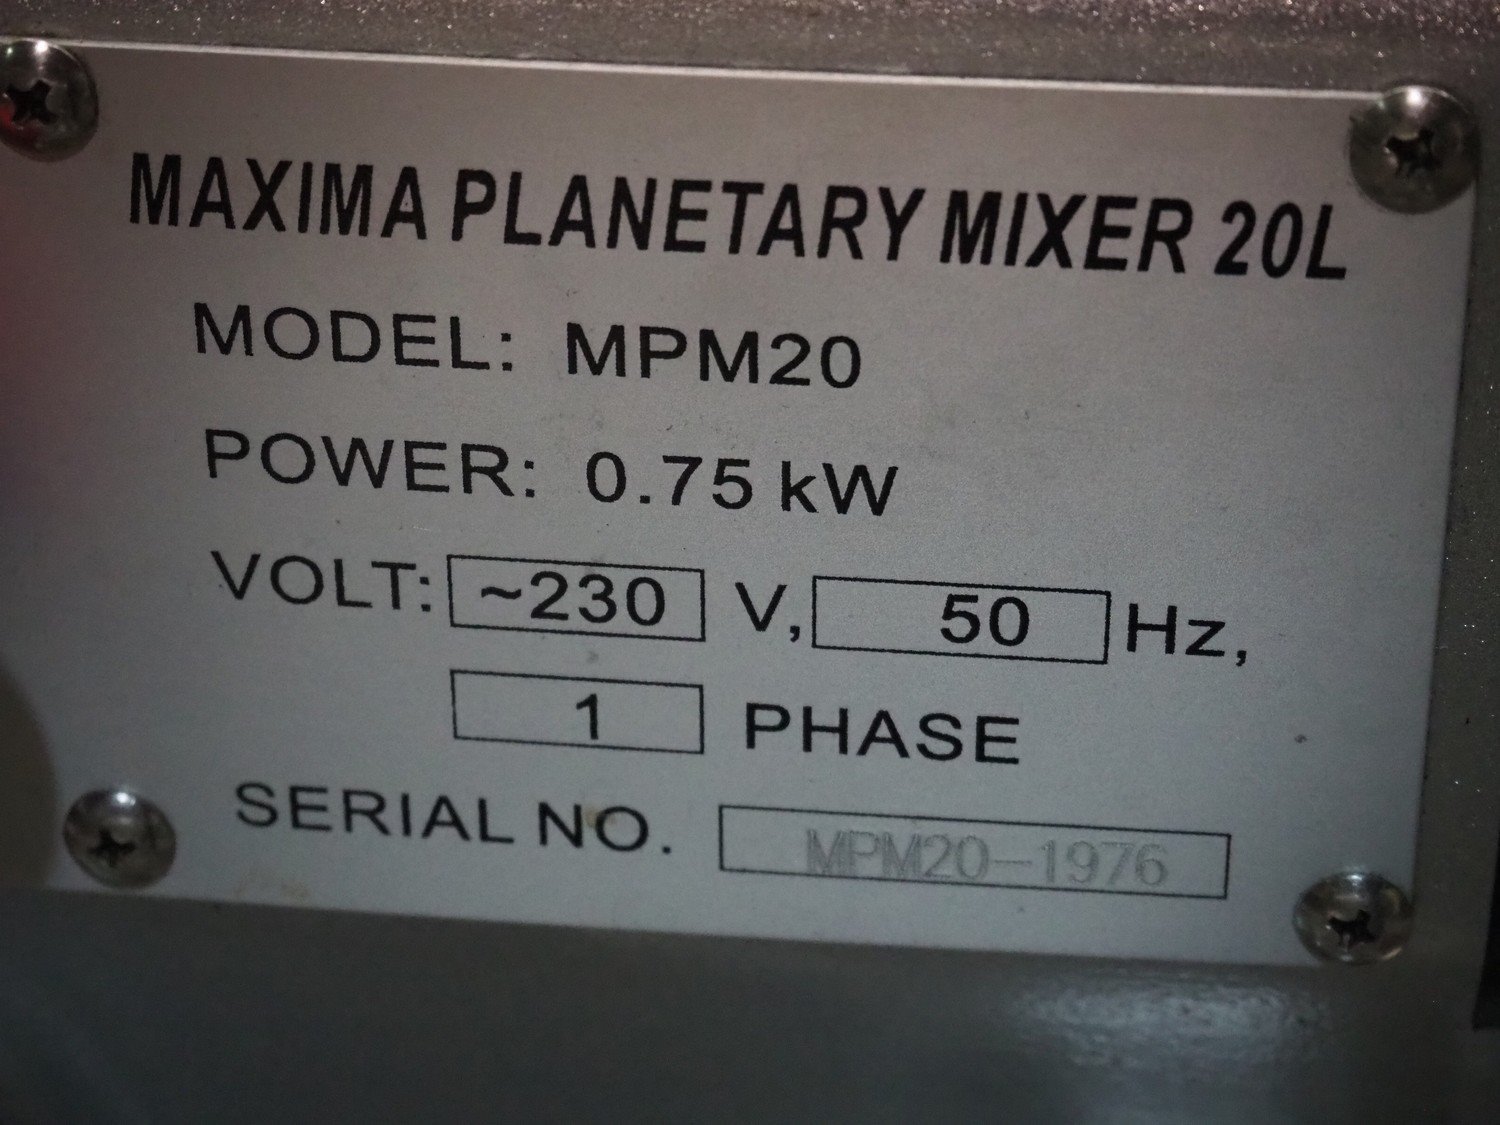 MAXIMA PLANETARY MIXER 20L
MODEL: MPM20
POWER: 0.75 kW
VOLT: ~230 V, 50 Hz,
1 PHASE
SERIAL NO. MPM20-1976